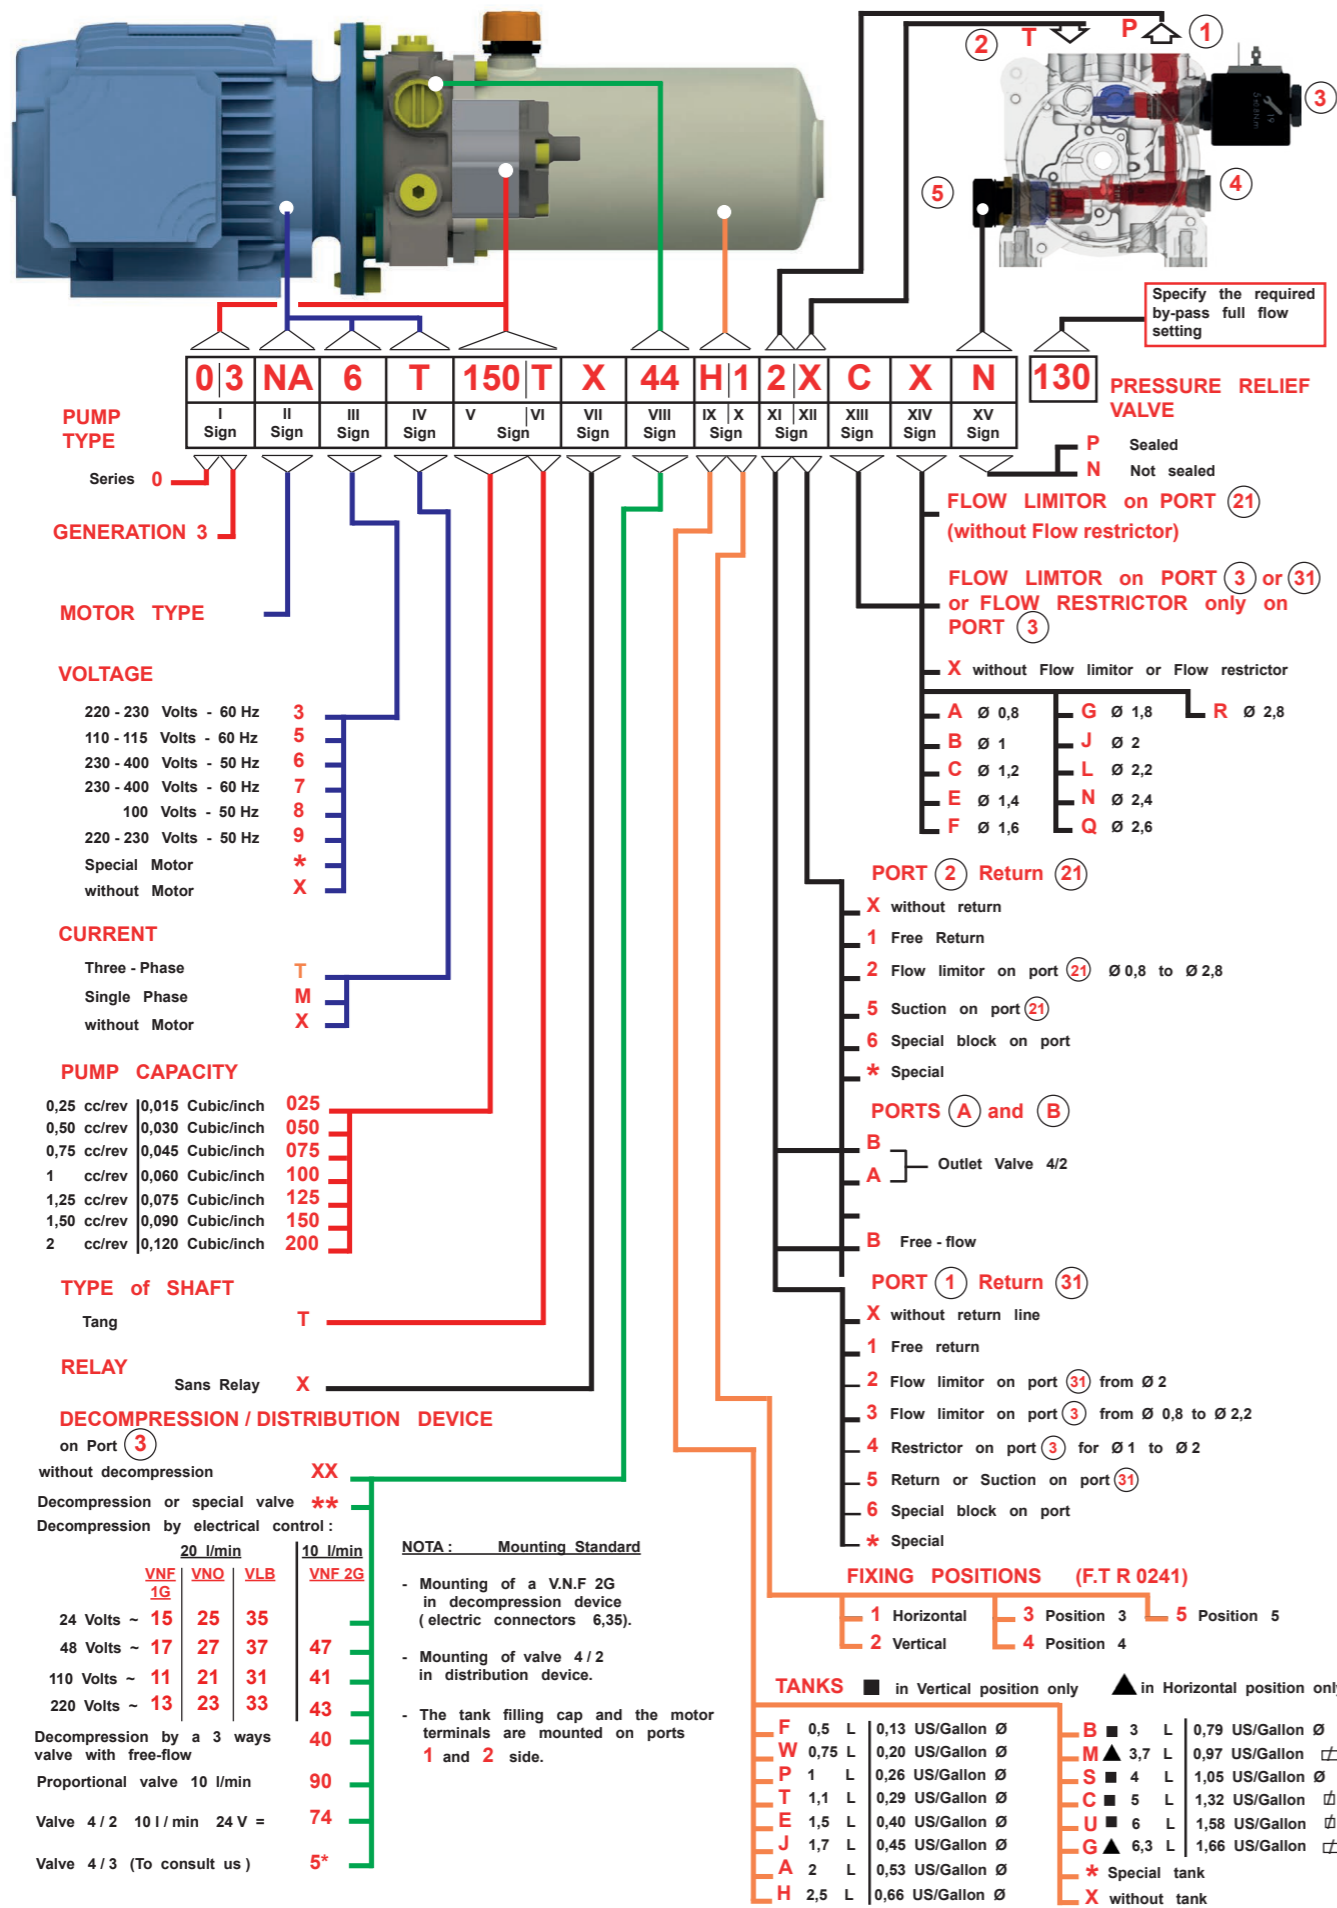 2 T P 1
3
5 4
Specify the required
by-pass full flow
setting
0 3 NA 6 T 150 T X 44 H 1 2 X C X N 130
I II III IV V VI VII VIII IX X XI XII XIII XIV XV
Sign Sign Sign Sign Sign Sign Sign Sign Sign Sign Sign Sign
PUMP
TYPE
Series 0
GENERATION 3
MOTOR TYPE
VOLTAGE
220 - 230 Volts - 60 Hz 3
110 - 115 Volts - 60 Hz 5
230 - 400 Volts - 50 Hz 6
230 - 400 Volts - 60 Hz 7
100 Volts - 50 Hz 8
220 - 230 Volts - 50 Hz 9
Special Motor *
without Motor X
CURRENT
Three - Phase T
Single Phase M
without Motor X
PUMP CAPACITY
0,25 cc/rev 0,015 Cubic/inch 025
0,50 cc/rev 0,030 Cubic/inch 050
0,75 cc/rev 0,045 Cubic/inch 075
1 cc/rev 0,060 Cubic/inch 100
1,25 cc/rev 0,075 Cubic/inch 125
1,50 cc/rev 0,090 Cubic/inch 150
2 cc/rev 0,120 Cubic/inch 200
TYPE of SHAFT
Tang T
RELAY
Sans Relay X
DECOMPRESSION / DISTRIBUTION DEVICE
on Port 3
without decompression XX
Decompression or special valve **
Decompression by electrical control :
20 l/min 10 l/min
VNF VNO VLB VNF 2G
1G
24 Volts ~ 15 25 35
48 Volts ~ 17 27 37 47
110 Volts ~ 11 21 31 41
220 Volts ~ 13 23 33 43
Decompression by a 3 ways 40
valve with free-flow
Proportional valve 10 l/min 90
Valve 4 / 2 10 l / min 24 V = 74
Valve 4 / 3 (To consult us ) 5*
NOTA : Mounting Standard
- Mounting of a V.N.F 2G
in decompression device
( electric connectors 6,35).
- Mounting of valve 4 / 2
in distribution device.
- The tank filling cap and the motor
terminals are mounted on ports
1 and 2 side.
PRESSURE RELIEF
VALVE
P Sealed
N Not sealed
FLOW LIMITOR on PORT 21
(without Flow restrictor)
FLOW LIMTOR on PORT 3 or 31
or FLOW RESTRICTOR only on
PORT 3
X without Flow limitor or Flow restrictor
A Ø 0,8 G Ø 1,8 R Ø 2,8
B Ø 1 J Ø 2
C Ø 1,2 L Ø 2,2
E Ø 1,4 N Ø 2,4
F Ø 1,6 Q Ø 2,6
PORT 2 Return 21
X without return
1 Free Return
2 Flow limitor on port 21 Ø 0,8 to Ø 2,8
5 Suction on port 21
6 Special block on port
* Special
PORTS A and B
B
A Outlet Valve 4/2
B Free - flow
PORT 1 Return 31
X without return line
1 Free return
2 Flow limitor on port 31 from Ø 2
3 Flow limitor on port 3 from Ø 0,8 to Ø 2,2
4 Restrictor on port 3 for Ø 1 to Ø 2
5 Return or Suction on port 31
6 Special block on port
* Special
FIXING POSITIONS (F.T R 0241)
1 Horizontal 3 Position 3 5 Position 5
2 Vertical 4 Position 4
TANKS ■ in Vertical position only ▲ in Horizontal position only
F 0,5 L 0,13 US/Gallon Ø
W 0,75 L 0,20 US/Gallon Ø
P 1 L 0,26 US/Gallon Ø
T 1,1 L 0,29 US/Gallon Ø
E 1,5 L 0,40 US/Gallon Ø
J 1,7 L 0,45 US/Gallon Ø
A 2 L 0,53 US/Gallon Ø
H 2,5 L 0,66 US/Gallon Ø
B ■ 3 L 0,79 US/Gallon Ø
M ▲ 3,7 L 0,97 US/Gallon
S ■ 4 L 1,05 US/Gallon Ø
C ■ 5 L 1,32 US/Gallon
U ■ 6 L 1,58 US/Gallon
G ▲ 6,3 L 1,66 US/Gallon
* Special tank
X without tank